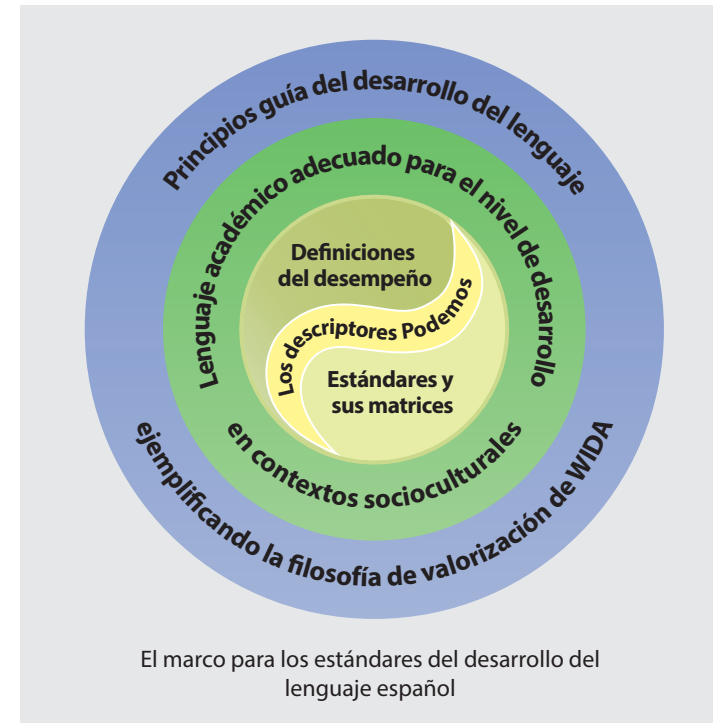 Principios guía del desarrollo del lenguaje
ejemplificando la filosofía de valorización de WIDA
Lenguaje académico adecuado para el nivel de desarrollo
en contextos socioculturales
Definiciones
del desempeño
Los descriptores Podemos
Estándares y
sus matrices
El marco para los estándares del desarrollo del
lenguaje español